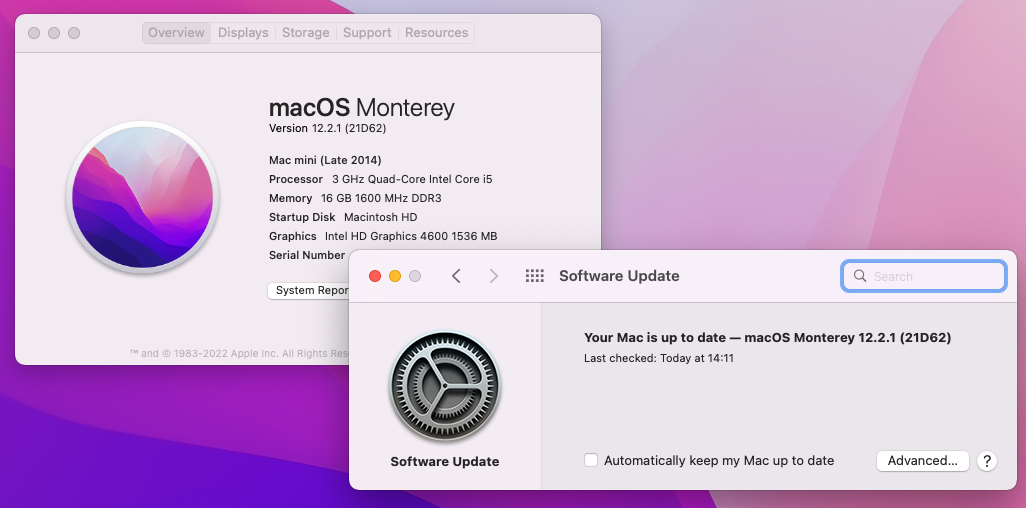 Overview Displays Storage Support Resources
macOS Monterey
Version 12.2.1 (21D62)
Mac mini (Late 2014)
Processor 3 GHz Quad-Core Intel Core i5
Memory 16 GB 1600 MHz DDR3
Startup Disk Macintosh HD
Graphics Intel HD Graphics 4600 1536 MB
Serial Number
System Repor
™ and © 1983-2022 Apple Inc. All Rights Res
Software Update
Search
Your Mac is up to date — macOS Monterey 12.2.1 (21D62)
Last checked: Today at 14:11
Software Update
Automatically keep my Mac up to date
Advanced...
?